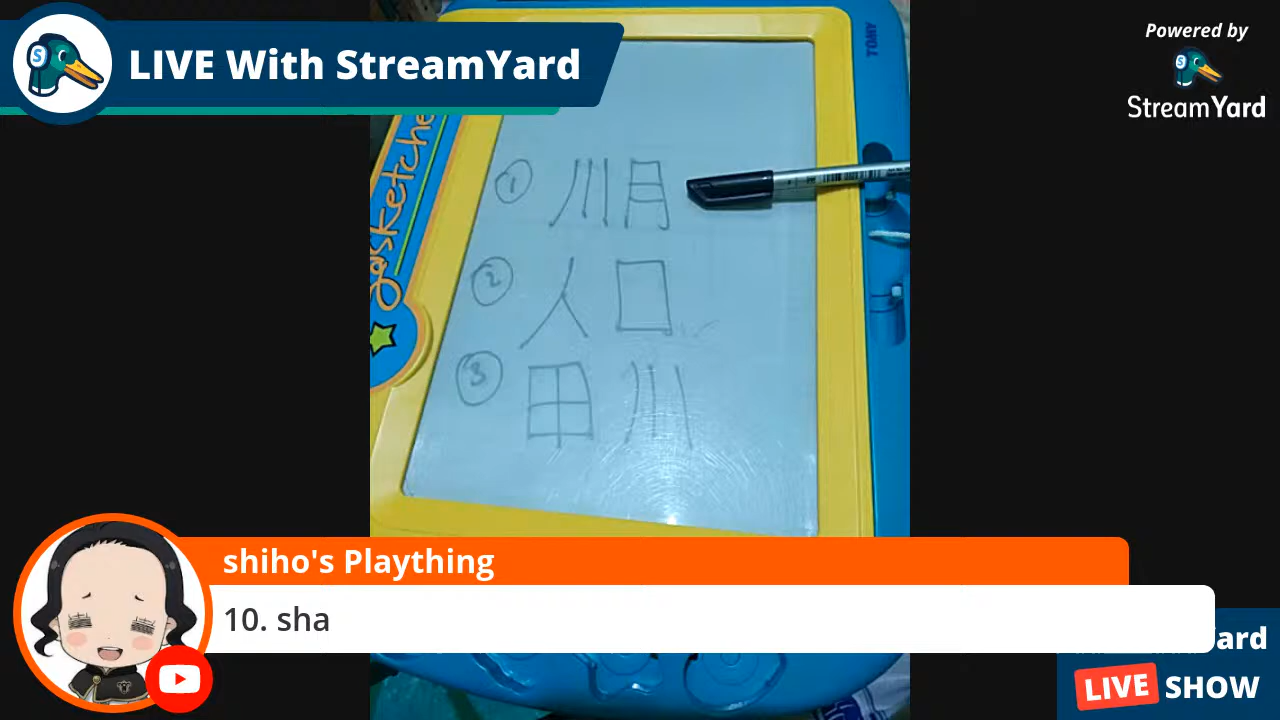 LIVE With StreamYard
Powered by
StreamYard
TOMY
① 川月
② 人口
③ 田川
shiho's Plaything
10. sha
LIVE SHOW